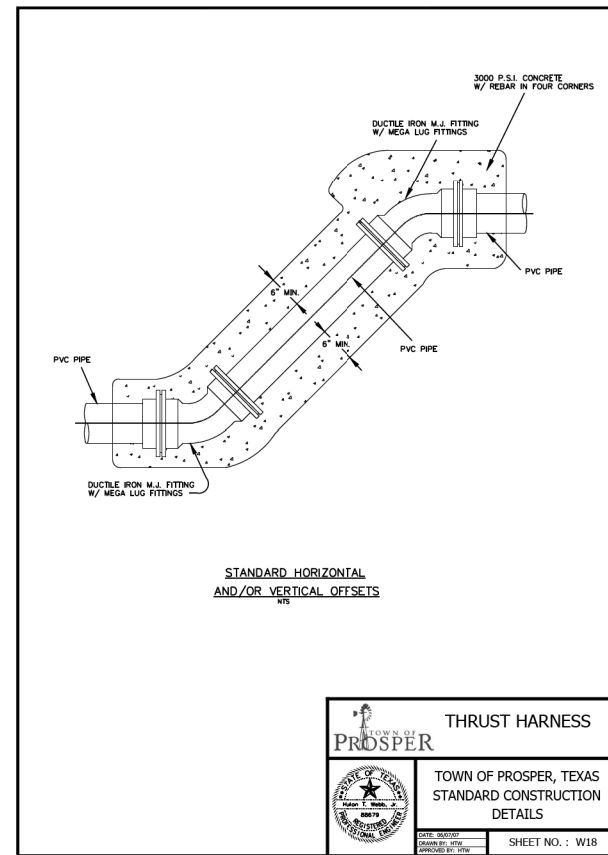 3000 P.S.I. CONCRETE
W/ REBAR IN FOUR CORNERS
DUCTILE IRON M.J. FITTING
W/ MEGA LUG FITTINGS
PVC PIPE
6" MIN.
6" MIN.
PVC PIPE
PVC PIPE
DUCTILE IRON M.J. FITTING
W/ MEGA LUG FITTINGS
STANDARD HORIZONTAL
AND/OR VERTICAL OFFSETS
NTS
TOWN OF
PROSPER
THRUST HARNESS
STATE OF TEXAS
Hulon T. Webb, Jr.
88679
REGISTERED
PROFESSIONAL ENGINEER
TOWN OF PROSPER, TEXAS
STANDARD CONSTRUCTION
DETAILS
DATE: 06/07/07
DRAWN BY: HTW
APPROVED BY: HTW
SHEET NO. : W18